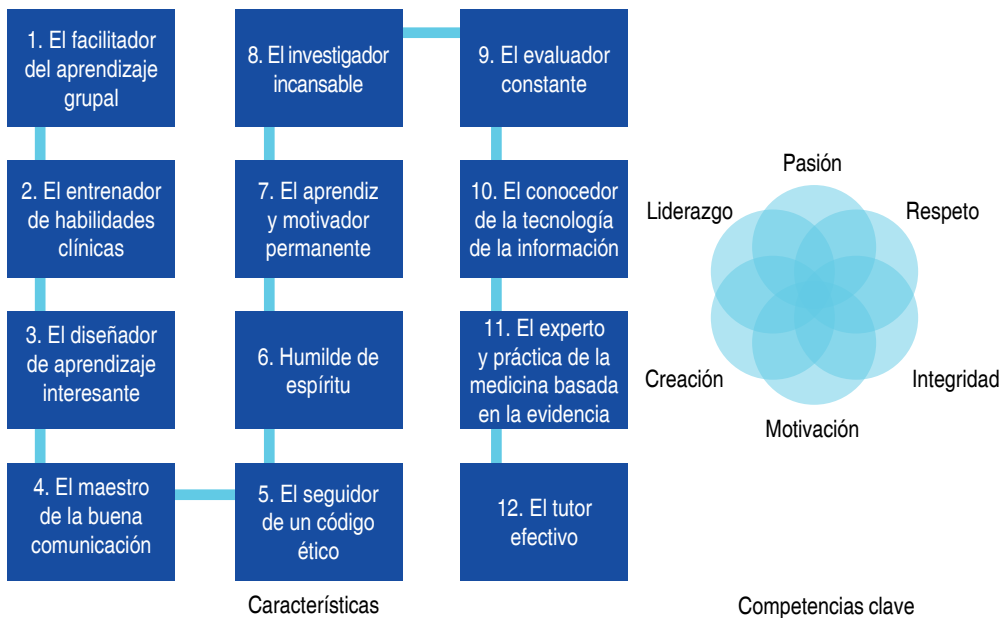 1. El facilitador
del aprendizaje
grupal
2. El entrenador
de habilidades
clínicas
3. El diseñador
de aprendizaje
interesante
4. El maestro
de la buena
comunicación
5. El seguidor
de un código
ético
6. Humilde de
espíritu
7. El aprendiz
y motivador
permanente
8. El investigador
incansable
9. El evaluador
constante
10. El conocedor
de la tecnología
de la información
11. El experto
y práctica de la
medicina basada
en la evidencia
12. El tutor
efectivo
Características
Pasión
Liderazgo
Respeto
Creación
Integridad
Motivación
Competencias clave